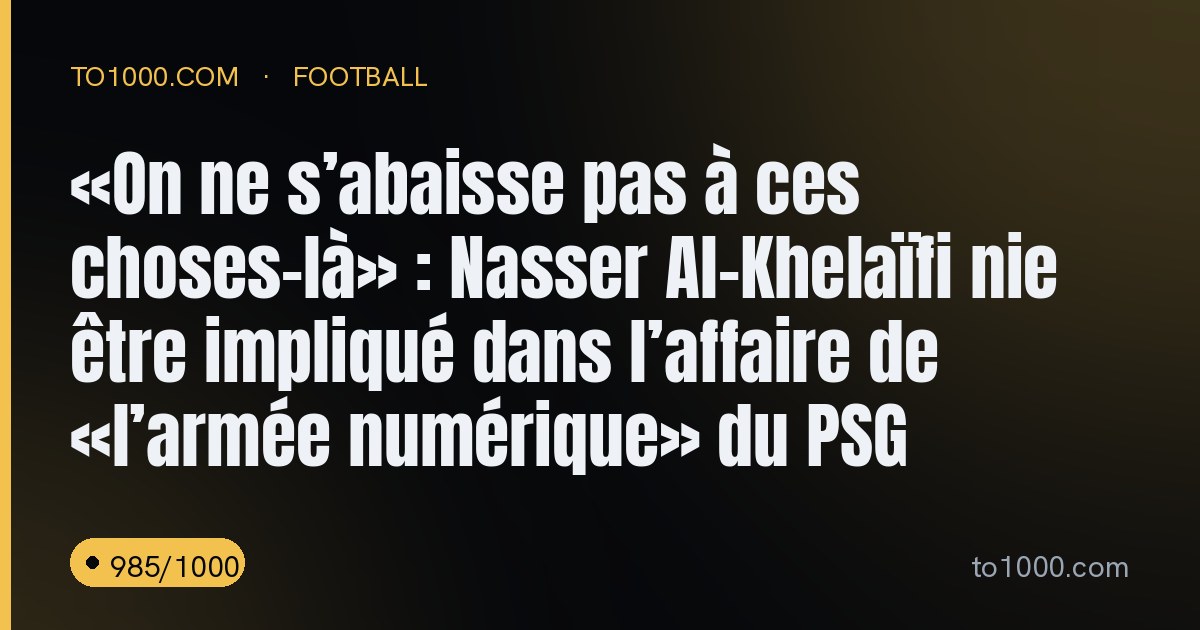 TO1000.COM · FOOTBALL
«On ne s’abaisse pas à ces
choses-là» : Nasser Al-Khelaïfi nie
être impliqué dans l’affaire de
«l’armée numérique» du PSG
985/1000
to1000.com